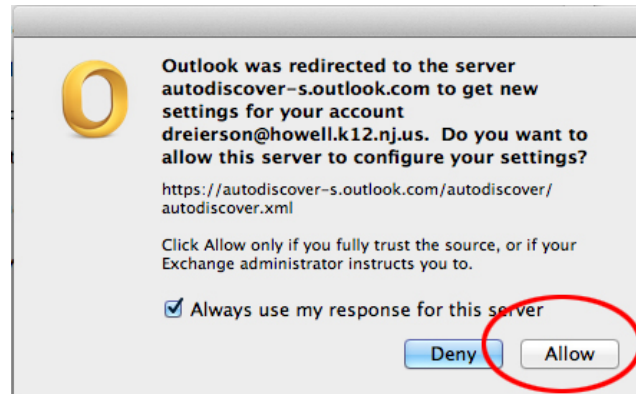 Outlook was redirected to the server
autodiscover-s.outlook.com to get new
settings for your account
dreierson@howell.k12.nj.us. Do you want to
allow this server to configure your settings?
https://autodiscover-s.outlook.com/autodiscover/
autodiscover.xml
Click Allow only if you fully trust the source, or if your
Exchange administrator instructs you to.
Always use my response for this server
Deny Allow